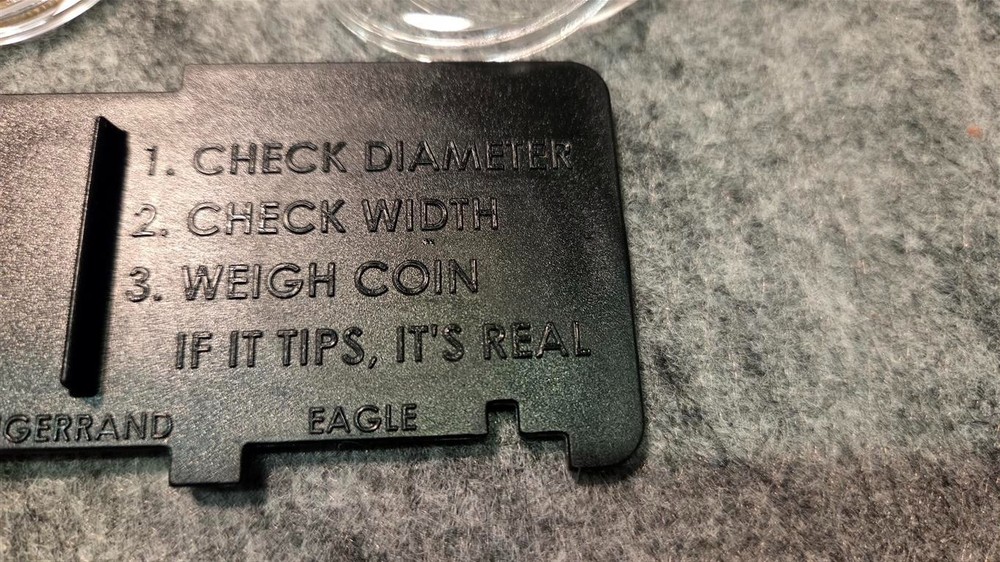 1. CHECK DIAMETER
2. CHECK WIDTH
3. WEIGH COIN
IF IT TIPS, IT'S REAL
GERRAND EAGLE